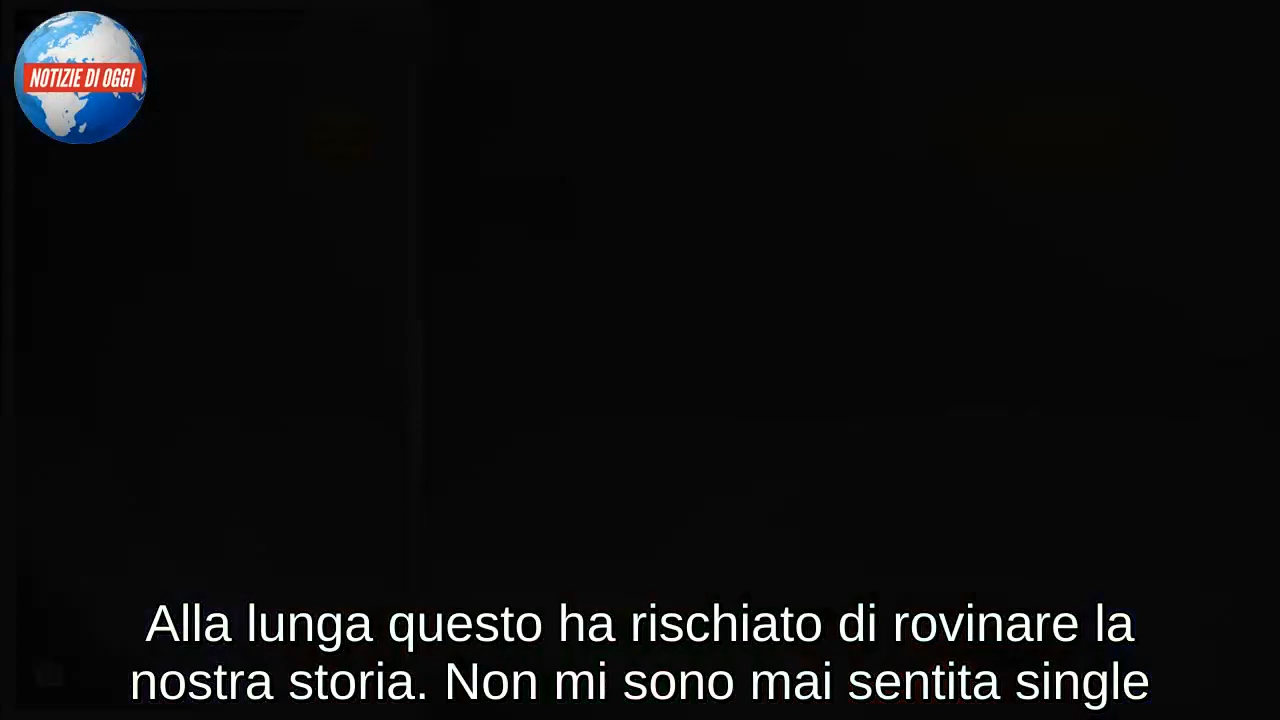 NOTIZIE DI OGGI
Alla lunga questo ha rischiato di rovinare la
nostra storia. Non mi sono mai sentita single